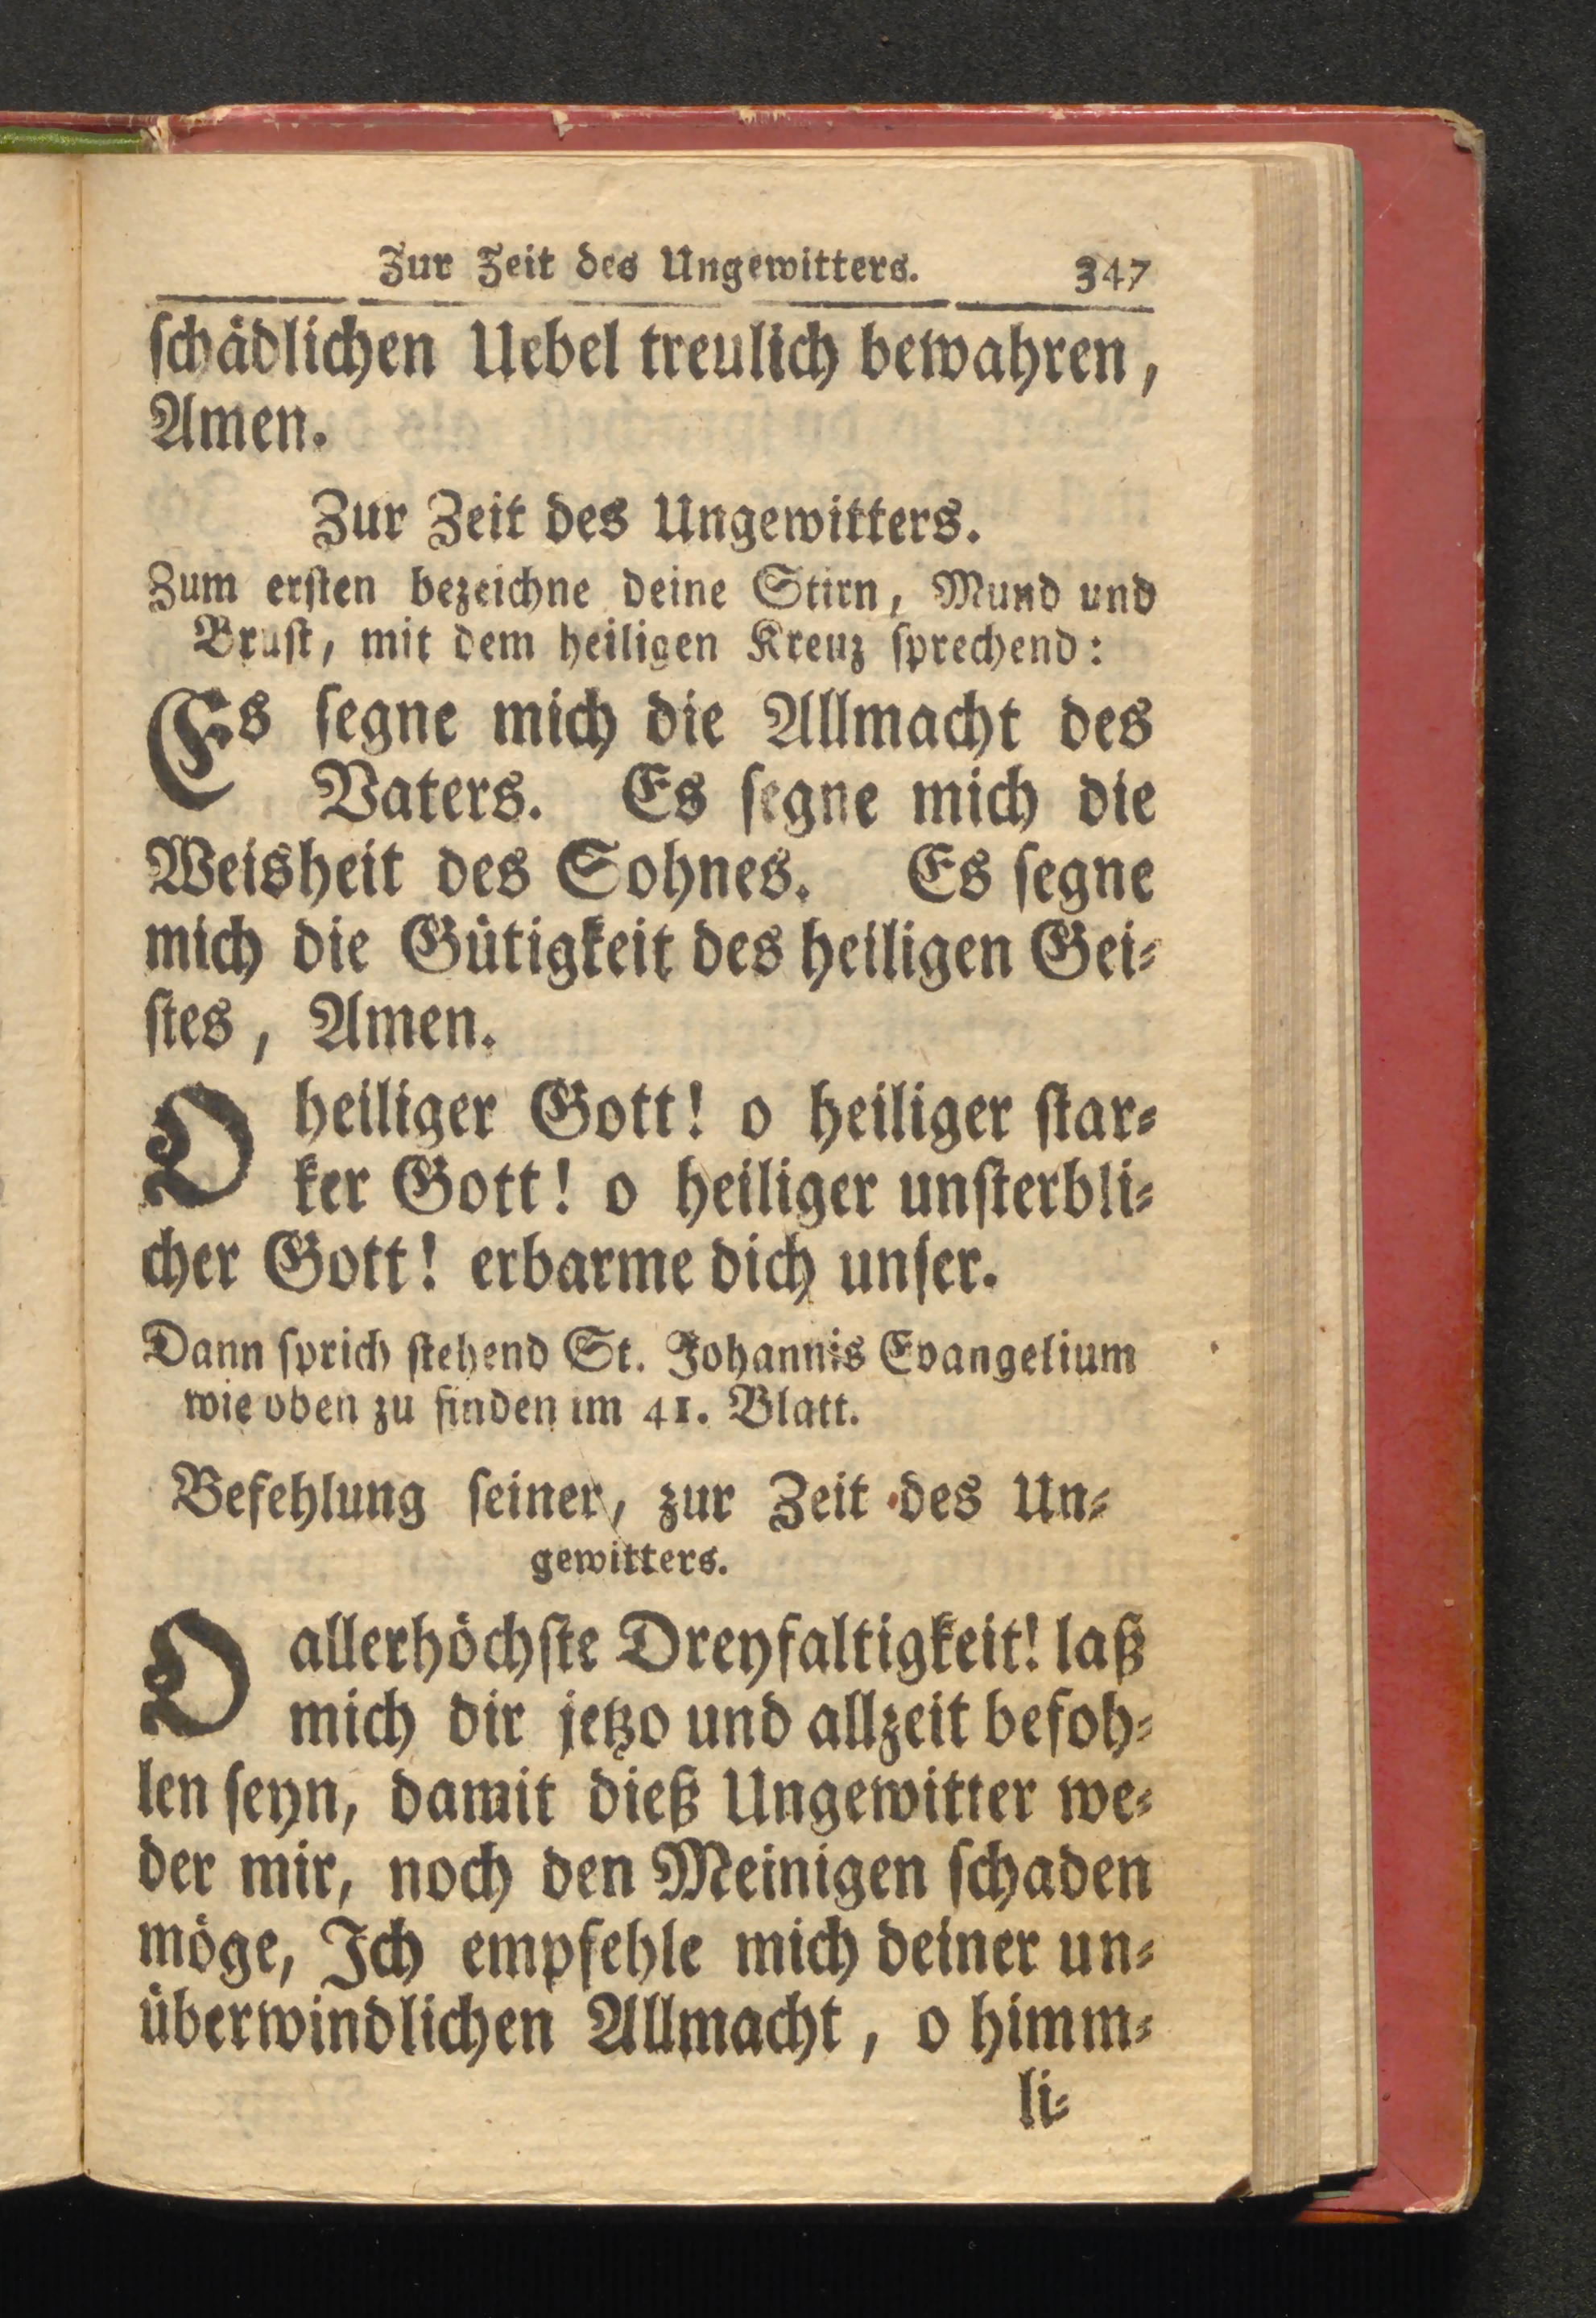 Zur Zeit des Ungewitters. 347
ſchädlichen Uebel treulich bewahren,
Amen.
Zur Zeit des Ungewitters.
Zum erſten bezeichne deine Stirn, Mund und
Bruſt, mit dem heiligen Kreuz ſprechend:
Es ſegne mich die Allmacht des
Vaters. Es ſegne mich die
Weisheit des Sohnes. Es ſegne
mich die Gütigkeit des heiligen Gei⸗
ſtes, Amen.
O heiliger Gott! o heiliger ſtar⸗
ker Gott! o heiliger unſterbli⸗
cher Gott! erbarme dich unſer.
Dann ſprich ſtehend St. Johannis Evangelium
wie oben zu finden im 41. Blatt.
Befehlung ſeiner, zur Zeit des Un⸗
gewitters.
O allerhöchſte Dreyfaltigkeit! laß
mich dir jetzo und allzeit befoh⸗
len ſeyn, damit dieß Ungewitter we⸗
der mir, noch den Meinigen ſchaden
möge, Ich empfehle mich deiner un⸗
überwindlichen Allmacht, o himm⸗
li⸗